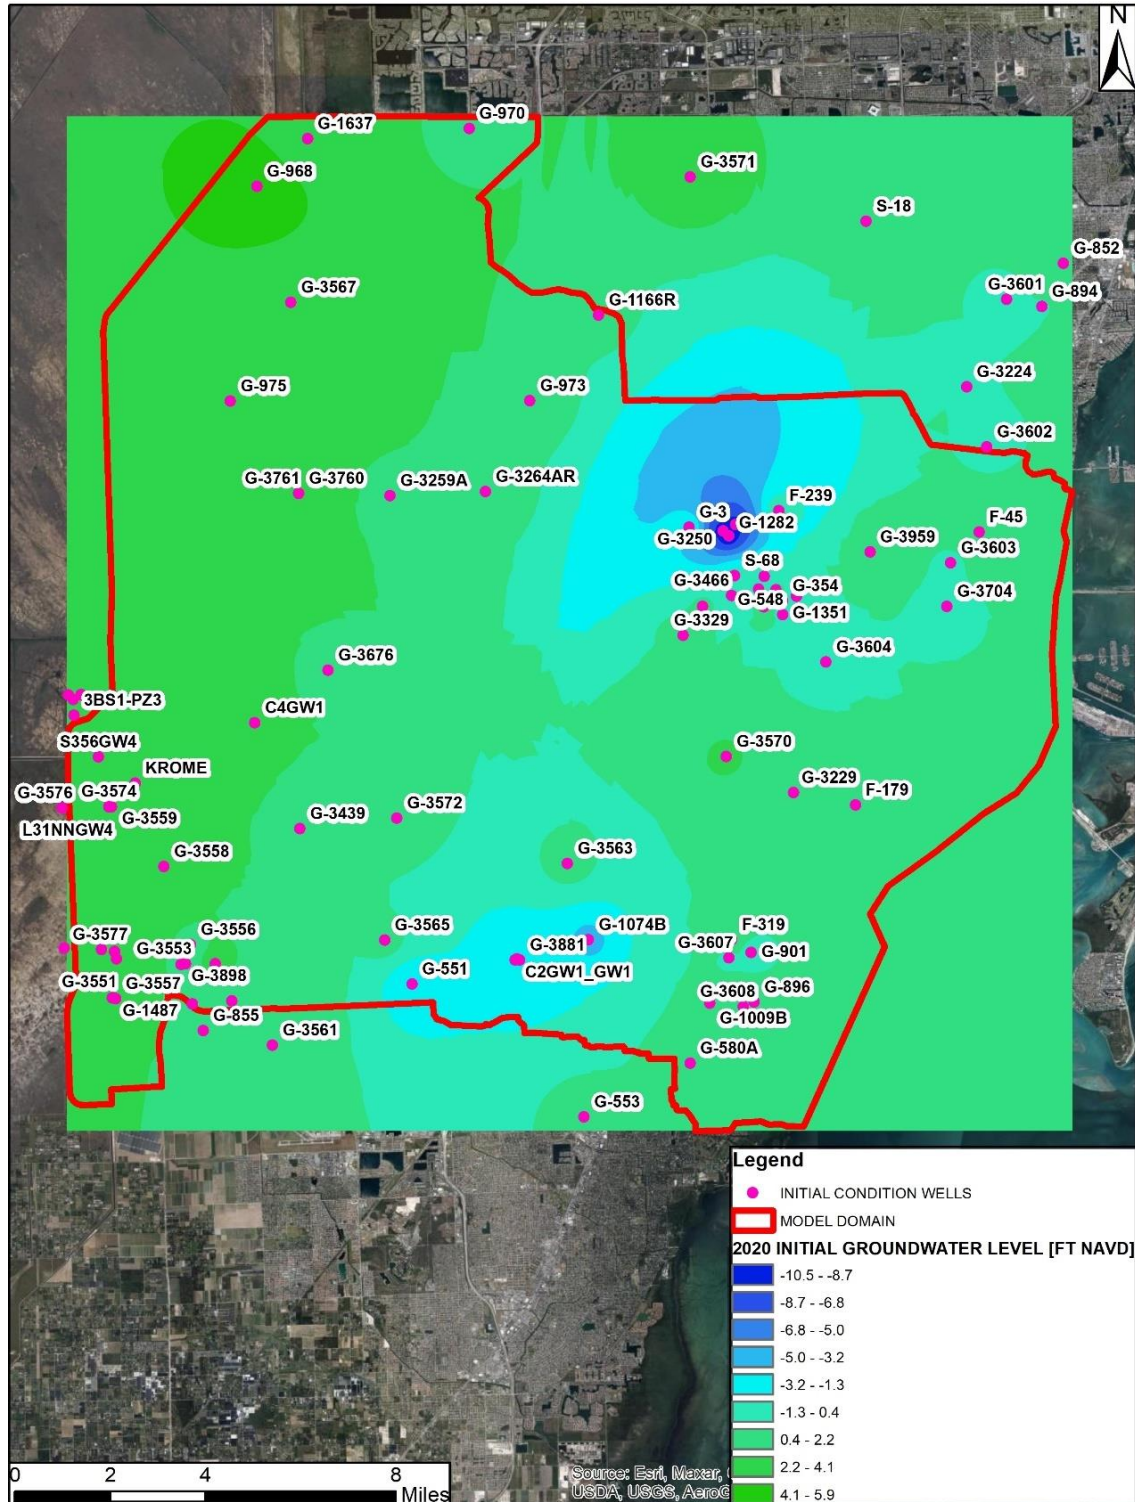 N
G-1637
G-970
G-968
G-3571
S-18
G-852
G-3567
G-3601
G-894
G-1166R
G-975
G-973
G-3224
G-3602
G-3761
G-3760
G-3259A
G-3264AR
F-239
G-3
G-1282
G-3250
F-45
G-3959
G-3603
S-68
G-3466
G-354
G-548
G-3704
G-3329
G-1351
G-3676
G-3604
3BS1-PZ3
C4GW1
S356GW4
G-3570
KROME
G-3576
G-3574
G-3229
G-3559
F-179
L31NNGW4
G-3439
G-3572
G-3558
G-3563
G-3577
G-3556
G-3565
G-1074B
F-319
G-3553
G-3881
G-3607
G-901
G-3898
C2GW1_GW1
G-551
G-3551
G-3557
G-3608
G-896
G-1487
G-855
G-1009B
G-3561
G-580A
G-553
Legend
INITIAL CONDITION WELLS
MODEL DOMAIN
2020 INITIAL GROUNDWATER LEVEL [FT NAVD]
-10.5 - -8.7
-8.7 - -6.8
-6.8 - -5.0
-5.0 - -3.2
-3.2 - -1.3
-1.3 - 0.4
0.4 - 2.2
2.2 - 4.1
4.1 - 5.9
0 2 4 8
Miles
Source: Esri, Maxar,
USDA, USGS, AeroG